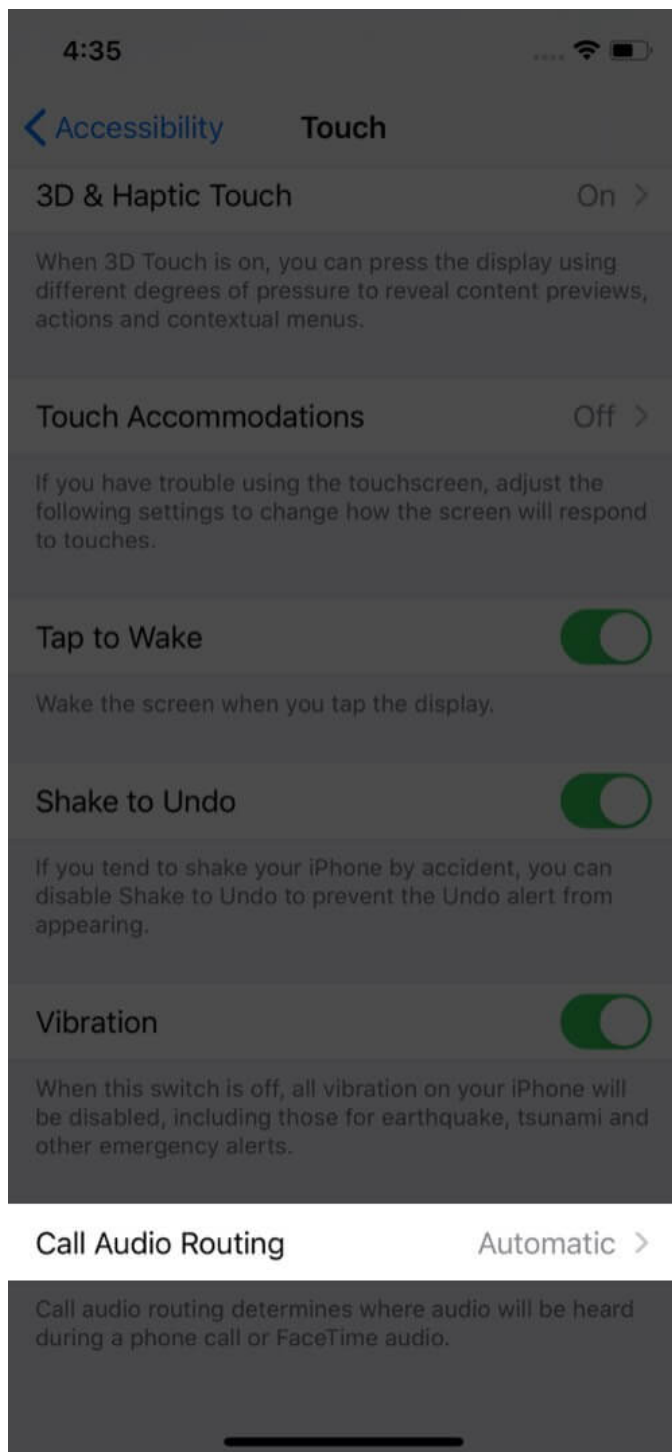 4:35
Accessibility Touch
3D & Haptic Touch On
When 3D Touch is on, you can press the display using
different degrees of pressure to reveal content previews,
actions and contextual menus.
Touch Accommodations Off
If you have trouble using the touchscreen, adjust the
following settings to change how the screen will respond
to touches.
Tap to Wake
Wake the screen when you tap the display.
Shake to Undo
If you tend to shake your iPhone by accident, you can
disable Shake to Undo to prevent the Undo alert from
appearing.
Vibration
When this switch is off, all vibration on your iPhone will
be disabled, including those for earthquake, tsunami and
other emergency alerts.
Call Audio Routing Automatic
Call audio routing determines where audio will be heard
during a phone call or FaceTime audio.